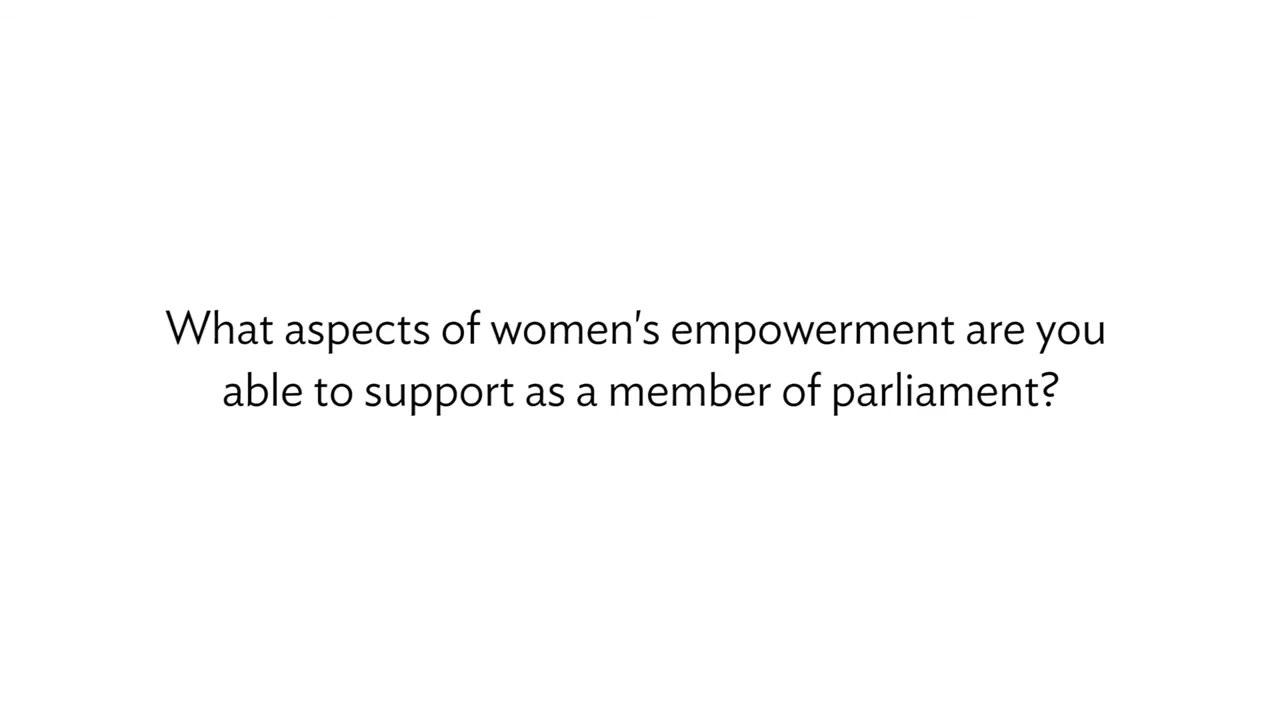 What aspects of women's empowerment are you
able to support as a member of parliament?